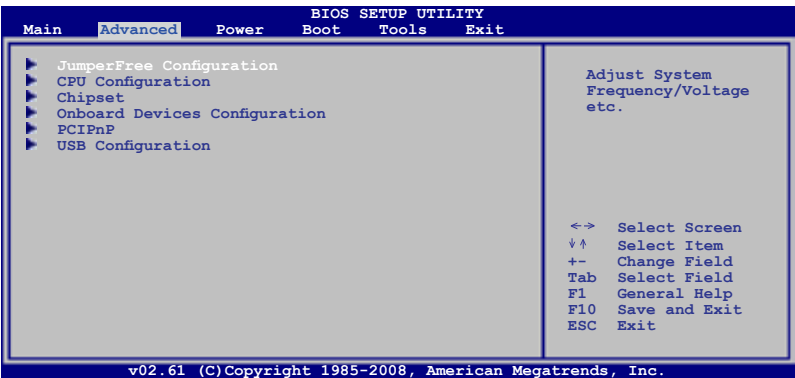 BIOS SETUP UTILITY
Main Advanced Power Boot Tools Exit
JumperFree Configuration
CPU Configuration
Chipset
Onboard Devices Configuration
PCIPnP
USB Configuration
Adjust System
Frequency/Voltage
etc.
←→ Select Screen
↓↑ Select Item
+- Change Field
Tab Select Field
F1 General Help
F10 Save and Exit
ESC Exit
v02.61 (C)Copyright 1985-2008, American Megatrends, Inc.